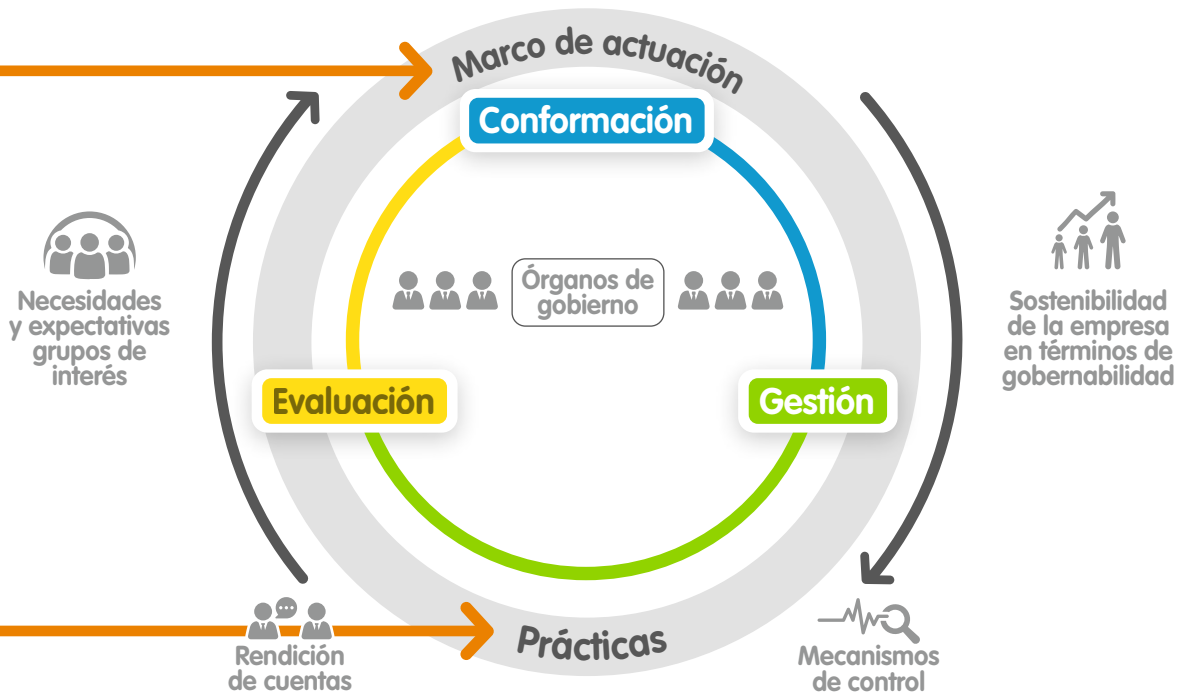 Marco de actuación
Conformación
Órganos de
gobierno
Necesidades
y expectativas
grupos de
interés
Sostenibilidad
de la empresa
en términos de
gobernabilidad
Evaluación
Gestión
Prácticas
Rendición
de cuentas
Mecanismos
de control